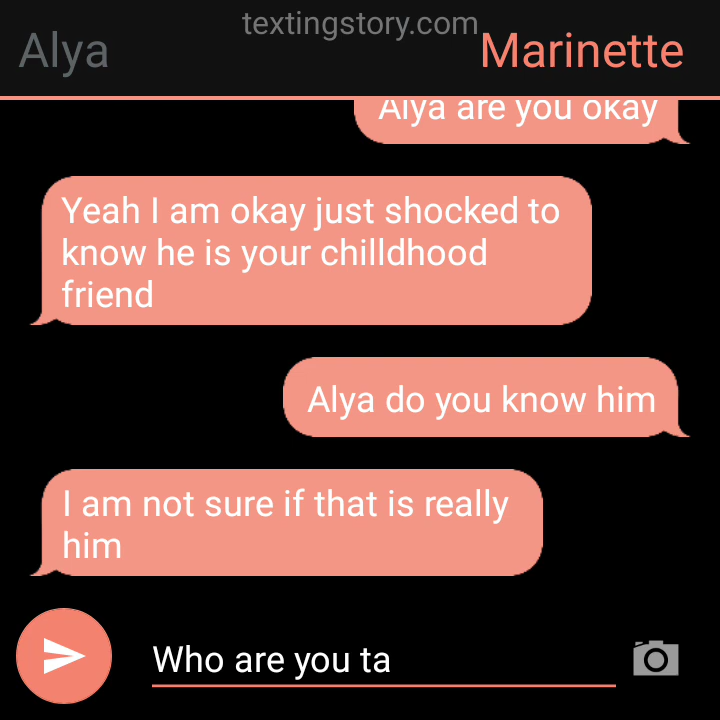 textingstory.com
Alya
Marinette
Alya are you okay
Yeah I am okay just shocked to
know he is your chilldhood
friend
Alya do you know him
I am not sure if that is really
him
Who are you ta